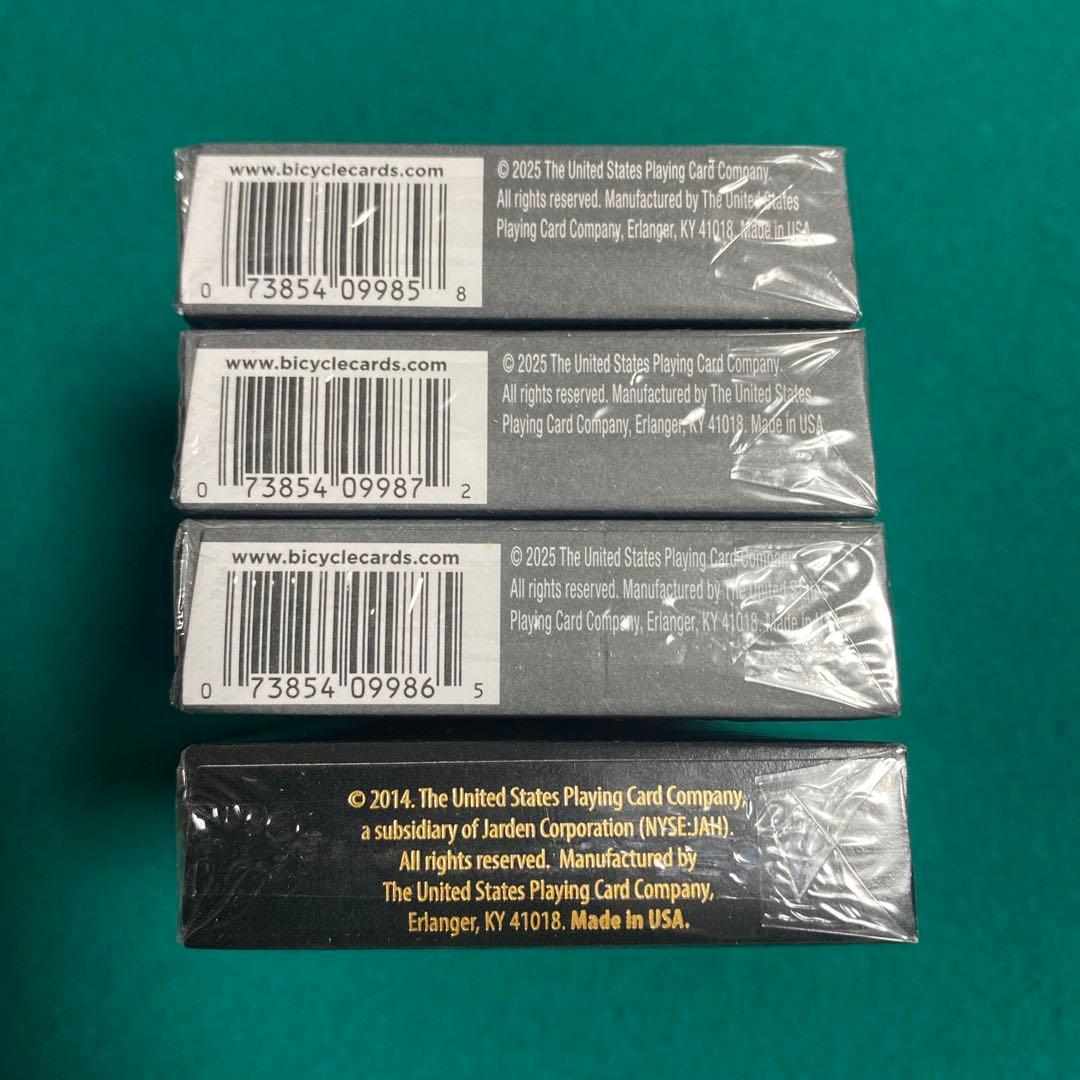 www.bicyclecards.com
0 73854 09985 8
© 2025 The United States Playing Card Company.
All rights reserved. Manufactured by The United States
Playing Card Company, Erlanger, KY 41018. Made in USA.
www.bicyclecards.com
0 73854 09987 2
© 2025 The United States Playing Card Company.
All rights reserved. Manufactured by The United States
Playing Card Company, Erlanger, KY 41018. Made in USA.
www.bicyclecards.com
0 73854 09986 5
© 2025 The United States Playing Card Company
All rights reserved. Manufactured by The United States
Playing Card Company, Erlanger, KY 41018. Made in
© 2014. The United States Playing Card Company,
a subsidiary of Jarden Corporation (NYSE:JAH).
All rights reserved. Manufactured by
The United States Playing Card Company,
Erlanger, KY 41018. Made in USA.